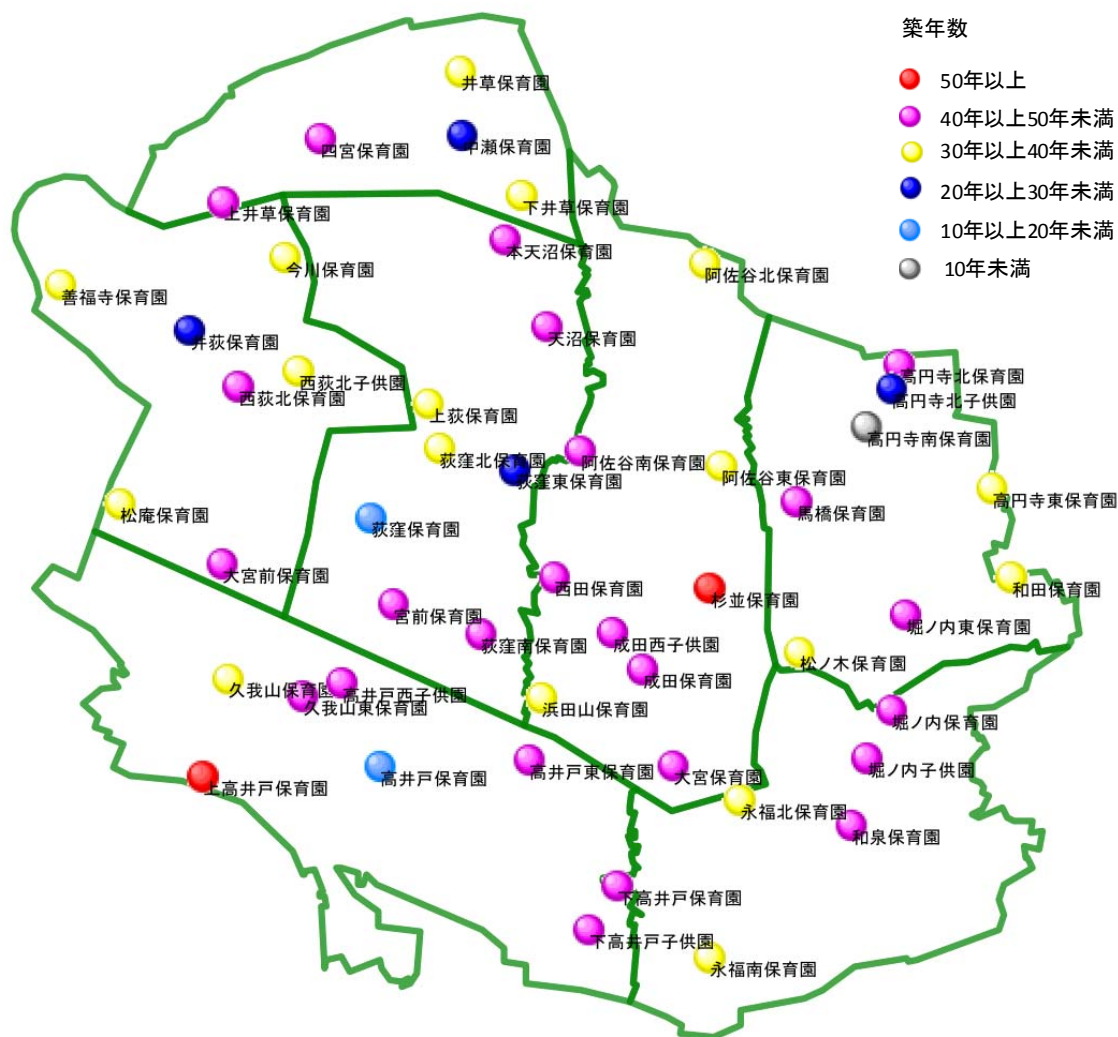 築年数
50年以上
40年以上50年未満
30年以上40年未満
20年以上30年未満
10年以上20年未満
10年未満
井草保育園
中瀬保育園
四宮保育園
下井草保育園
上井草保育園
本天沼保育園
今川保育園
阿佐谷北保育園
善福寺保育園
井荻保育園
天沼保育園
高円寺北保育園
西荻北子供園
高円寺北子供園
西荻北保育園
上荻保育園
高円寺南保育園
荻窪北保育園
阿佐谷南保育園
阿佐谷東保育園
荻窪東保育園
高円寺東保育園
松庵保育園
馬橋保育園
荻窪保育園
大宮前保育園
西田保育園
和田保育園
杉並保育園
宮前保育園
堀ノ内東保育園
荻窪南保育園
成田西子供園
松ノ木保育園
成田保育園
久我山保育園
高井戸西子供園
久我山東保育園
浜田山保育園
堀ノ内保育園
高井戸東保育園
堀ノ内子供園
高井戸保育園
大宮保育園
上高井戸保育園
永福北保育園
和泉保育園
下高井戸保育園
下高井戸子供園
永福南保育園